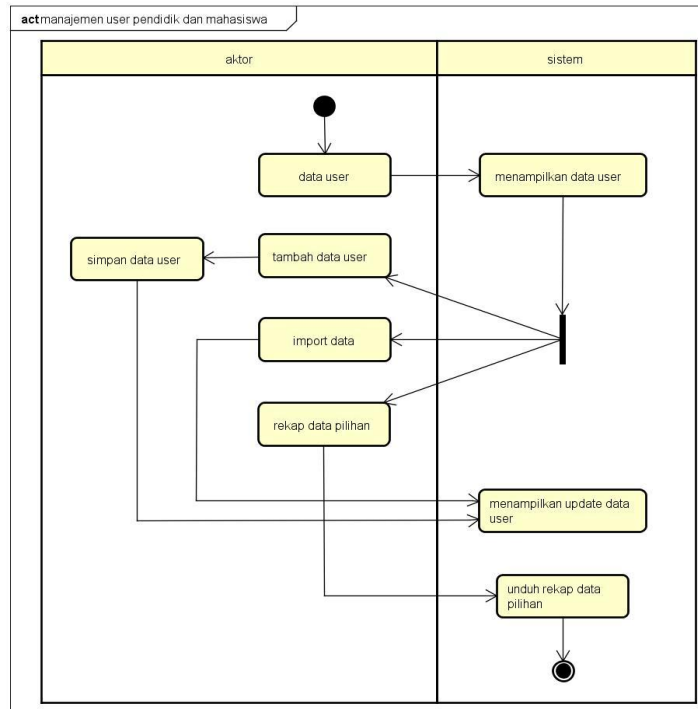 act manajemen user pendidik dan mahasiswa
aktor
sistem
data user
menampilkan data user
simpan data user
tambah data user
import data
rekap data pilihan
menampilkan update data
user
unduh rekap data
pilihan